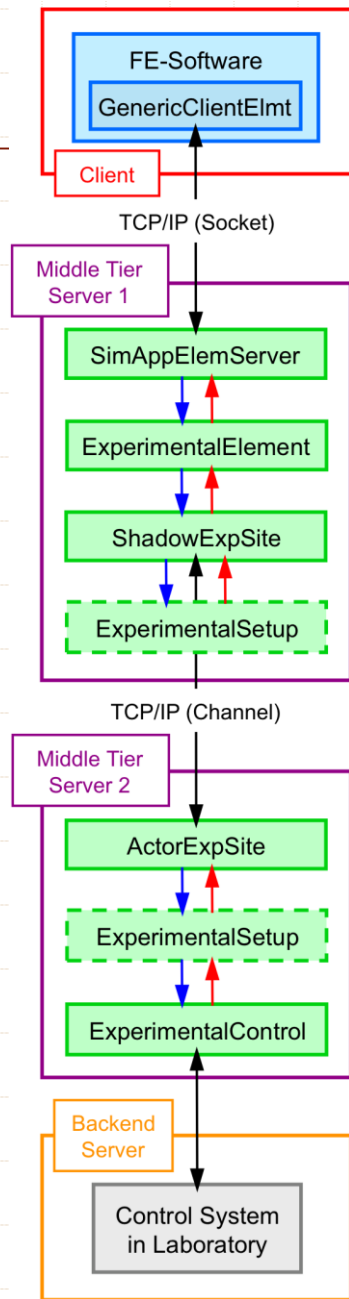 FE-Software
GenericClientElmt
Client
TCP/IP (Socket)
Middle Tier
Server 1
SimAppElemServer
ExperimentalElement
ShadowExpSite
ExperimentalSetup
TCP/IP (Channel)
Middle Tier
Server 2
ActorExpSite
ExperimentalSetup
ExperimentalControl
Backend
Server
Control System
in Laboratory